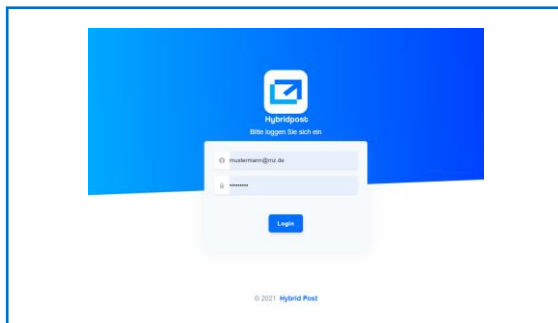 Hybridpost
Bitte loggen Sie sich ein
mustermann@mz.de
••••••••
Login
© 2021 Hybrid Post